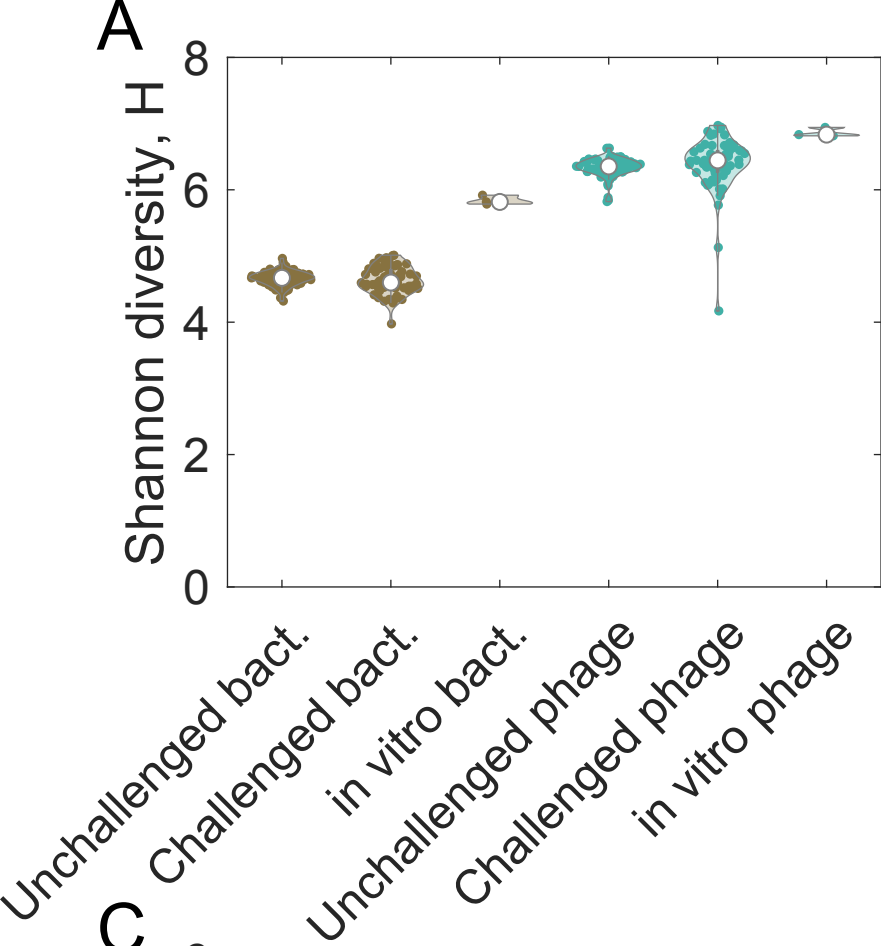 A
Shannon diversity, H
8
6
4
2
0
Unchallenged bact.
Challenged bact.
in vitro bact.
Unchallenged phage
Challenged phage
in vitro phage
C